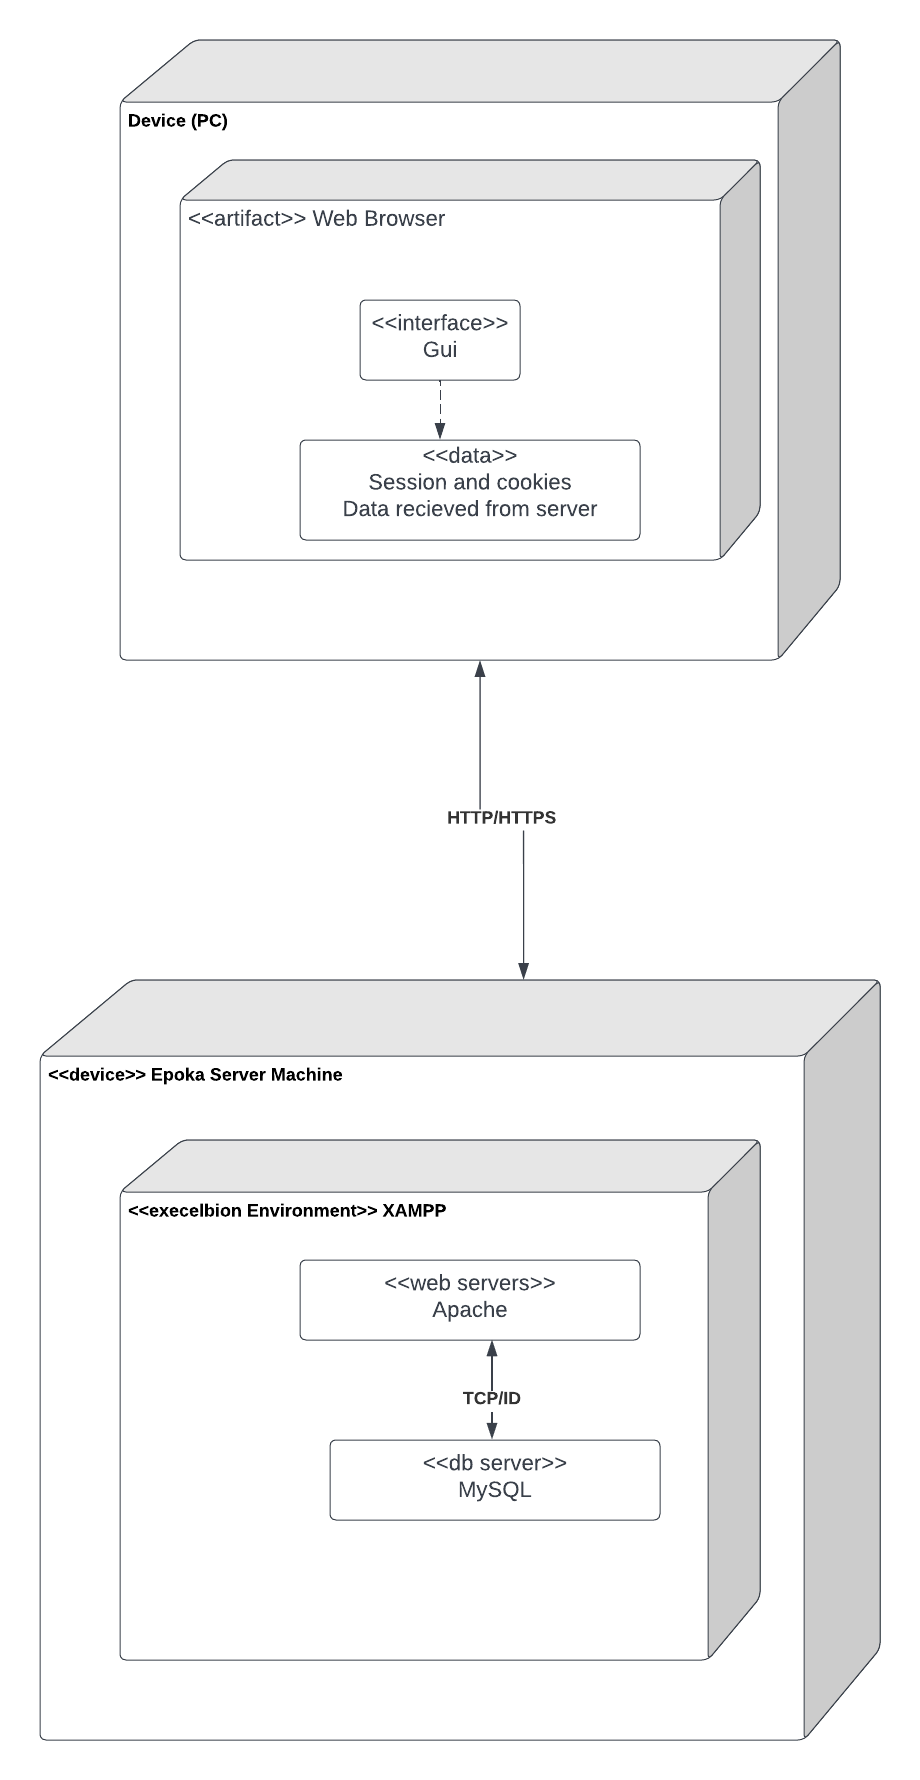 Device (PC)
<<artifact>> Web Browser
<<interface>>
Gui
<<data>>
Session and cookies
Data recieved from server
HTTP/HTTPS
<<device>> Epoka Server Machine
<<execelbion Environment>> XAMPP
<<web servers>>
Apache
TCP/ID
<<db server>>
MySQL